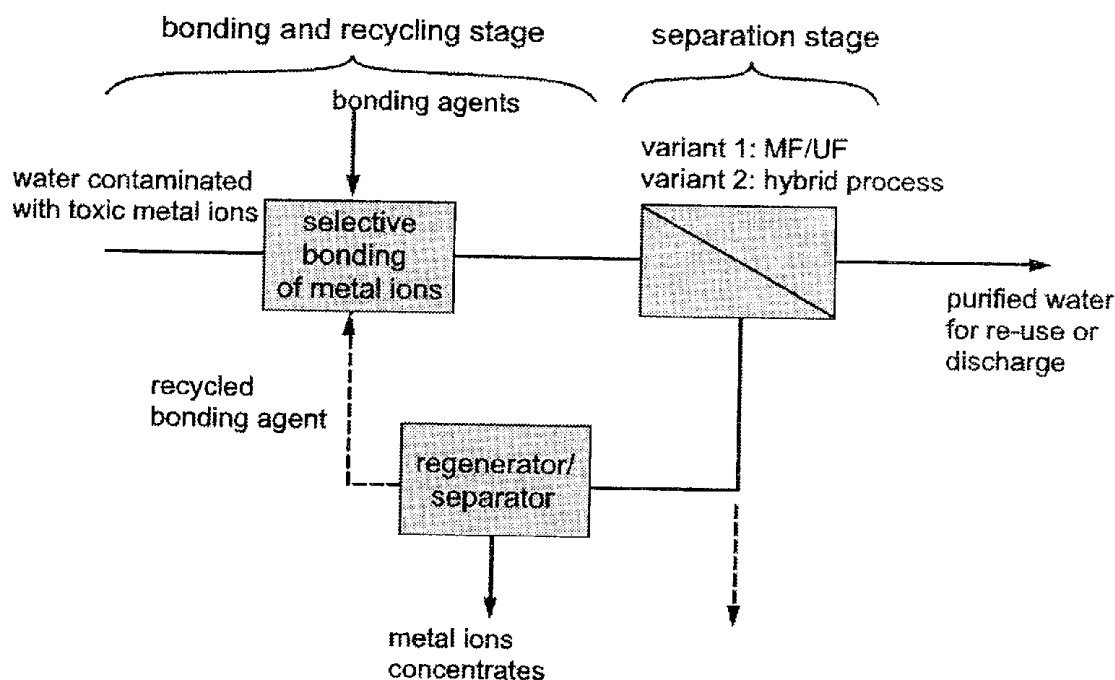 bonding and recycling stage
separation stage
bonding agents
variant 1: MF/UF
variant 2: hybrid process
water contaminated
with toxic metal ions
selective
bonding
of metal ions
purified water
for re-use or
discharge
recycled
bonding agent
regenerator/
separator
metal ions
concentrates